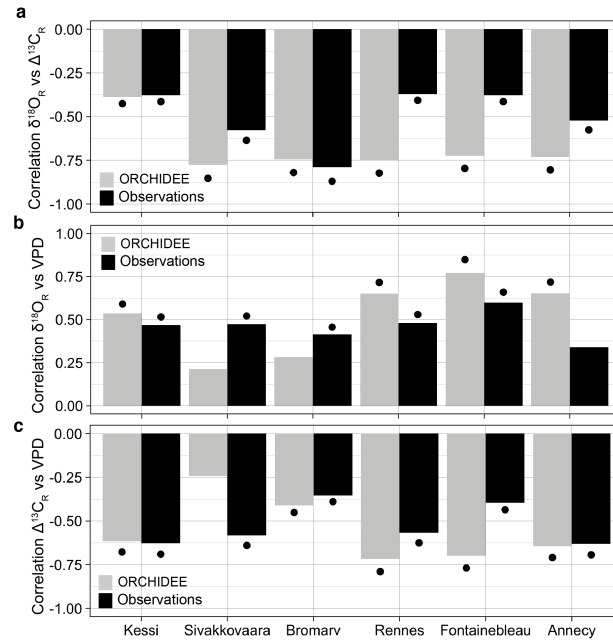 a
Correlation δ¹⁸O_R vs Δ¹³C_R
0.00
-0.25
-0.50
-0.75
-1.00
ORCHIDEE
Observations
b
Correlation δ¹⁸O_R vs VPD
1.00
0.75
0.50
0.25
0.00
ORCHIDEE
Observations
c
Correlation Δ¹³C_R vs VPD
0.00
-0.25
-0.50
-0.75
-1.00
ORCHIDEE
Observations
Kessi Sivakkovaara Bromarv Rennes Fontainebleau Annecy